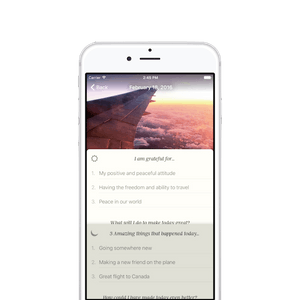 Carrier 3:48 PM
Back February 16, 2016
I am grateful for...
1. My positive and peaceful attitude
2. Having the freedom and ability to travel
3. Peace in our world
What will I do to make today great?
3 Amazing things that happened today...
1. Going somewhere new
2. Making a new friend on the plane
3. Great flight to Canada
How could I have made today even better?